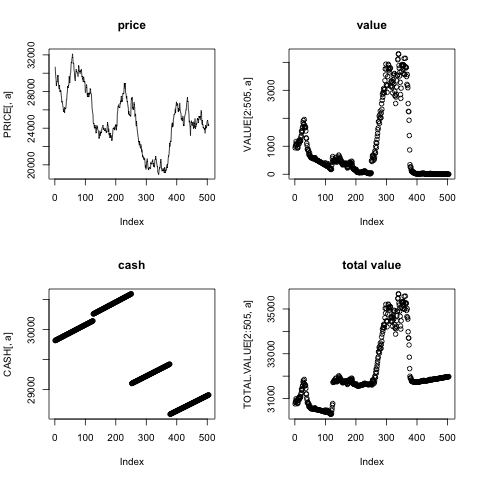 price
PRICE[, a]
20000 24000 28000 32000
0 100 200 300 400 500
Index
value
VALUE[2:505, a]
0 1000 3000
0 100 200 300 400 500
Index
cash
CASH[, a]
29000 30000
0 100 200 300 400 500
Index
total value
TOTAL.VALUE[2:505, a]
31000 33000 35000
0 100 200 300 400 500
Index